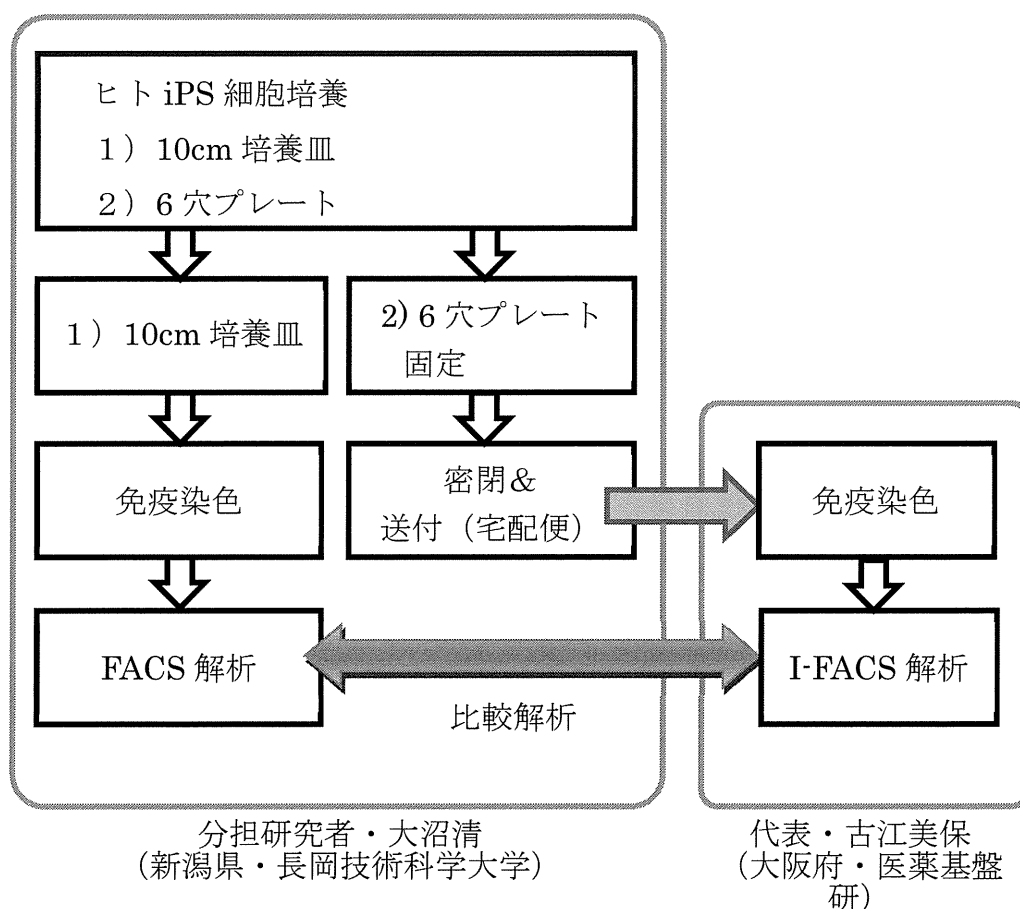 ヒト iPS 細胞培養
1）10cm 培養皿
2）6 穴プレート
1）10cm 培養皿
2) 6 穴プレート
固定
免疫染色
密閉＆
送付（宅配便）
免疫染色
FACS 解析
I-FACS 解析
比較解析
分担研究者・大沼清
（新潟県・長岡技術科学大学）
代表・古江美保
（大阪府・医薬基盤
研）